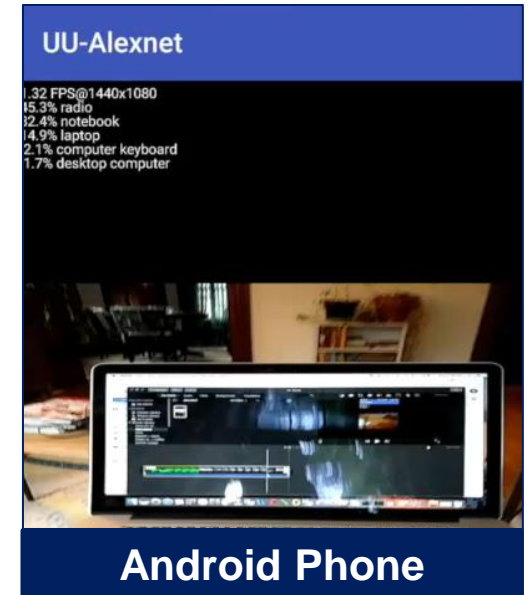 UU-Alexnet
.32 FPS@1440x1080
45.3% radio
32.4% notebook
14.9% laptop
2.1% computer keyboard
1.7% desktop computer
Android Phone